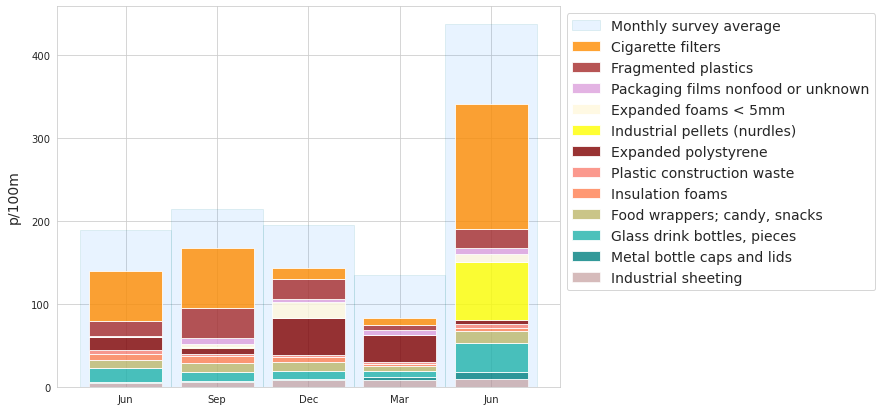 p/100m
400
300
200
100
0
Jun
Sep
Dec
Mar
Jun
Monthly survey average
Cigarette filters
Fragmented plastics
Packaging films nonfood or unknown
Expanded foams < 5mm
Industrial pellets (nurdles)
Expanded polystyrene
Plastic construction waste
Insulation foams
Food wrappers; candy, snacks
Glass drink bottles, pieces
Metal bottle caps and lids
Industrial sheeting